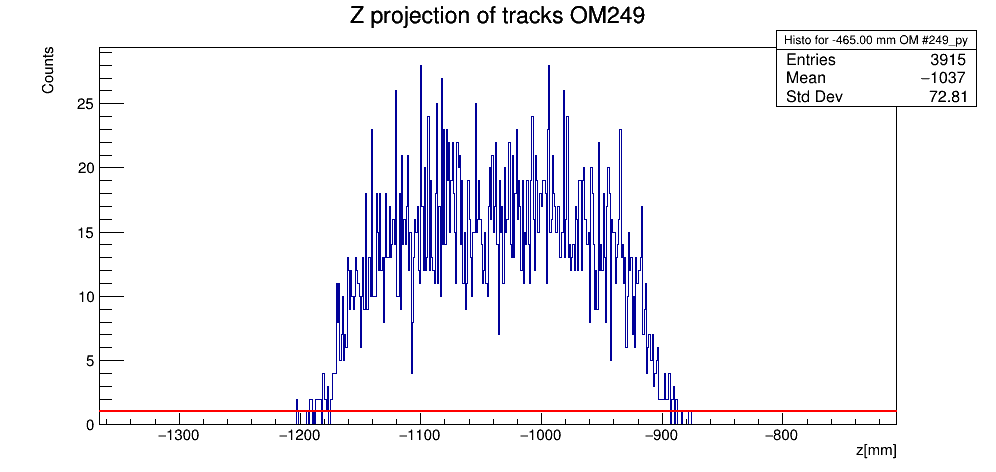 Z projection of tracks OM249
Histo for -465.00 mm OM #249_py
Entries 3915
Mean −1037
Std Dev 72.81
Counts
25
20
15
10
5
0
−1300 −1200 −1100 −1000 −900 −800
z[mm]